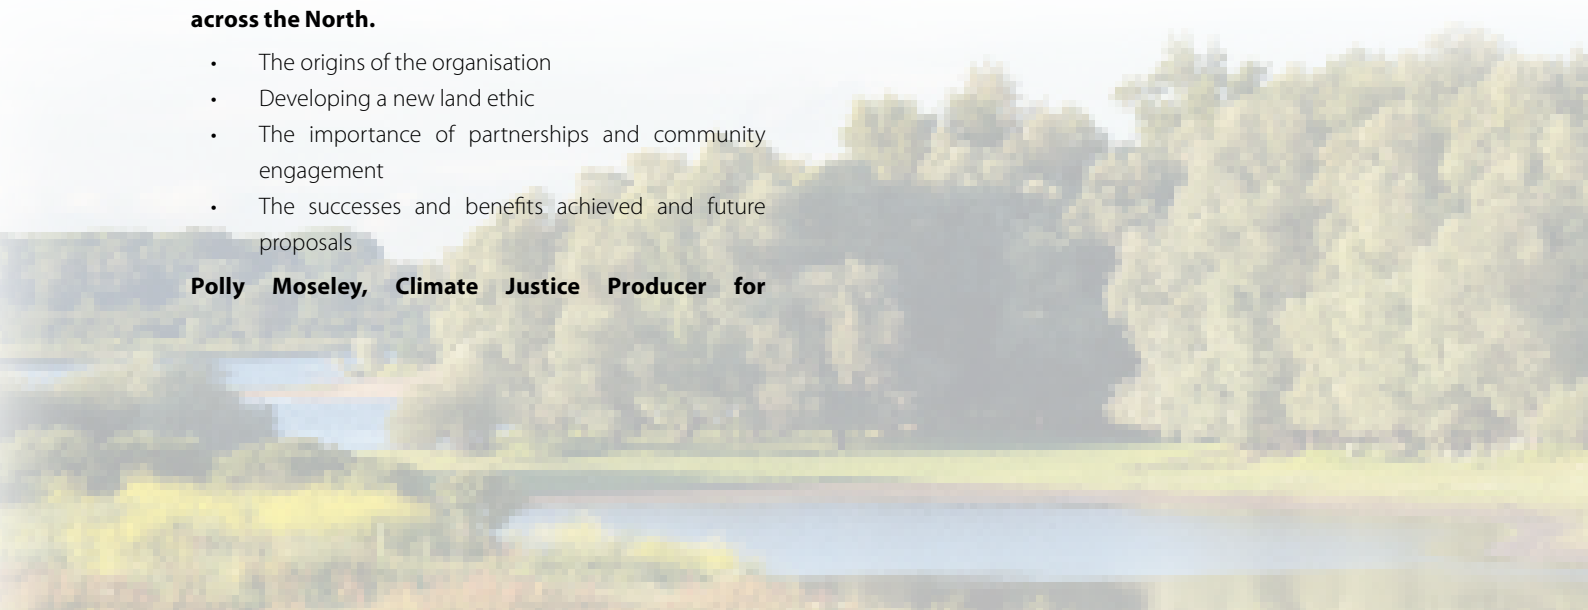 across the North.
• The origins of the organisation
• Developing a new land ethic
• The importance of partnerships and community
engagement
• The successes and benefits achieved and future
proposals
Polly Moseley, Climate Justice Producer for